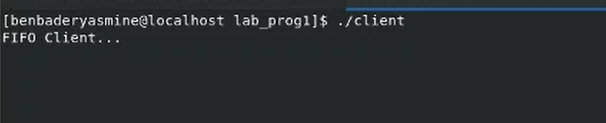 [benbaderyasmine@localhost lab_prog1]$ ./client
FIFO Client...